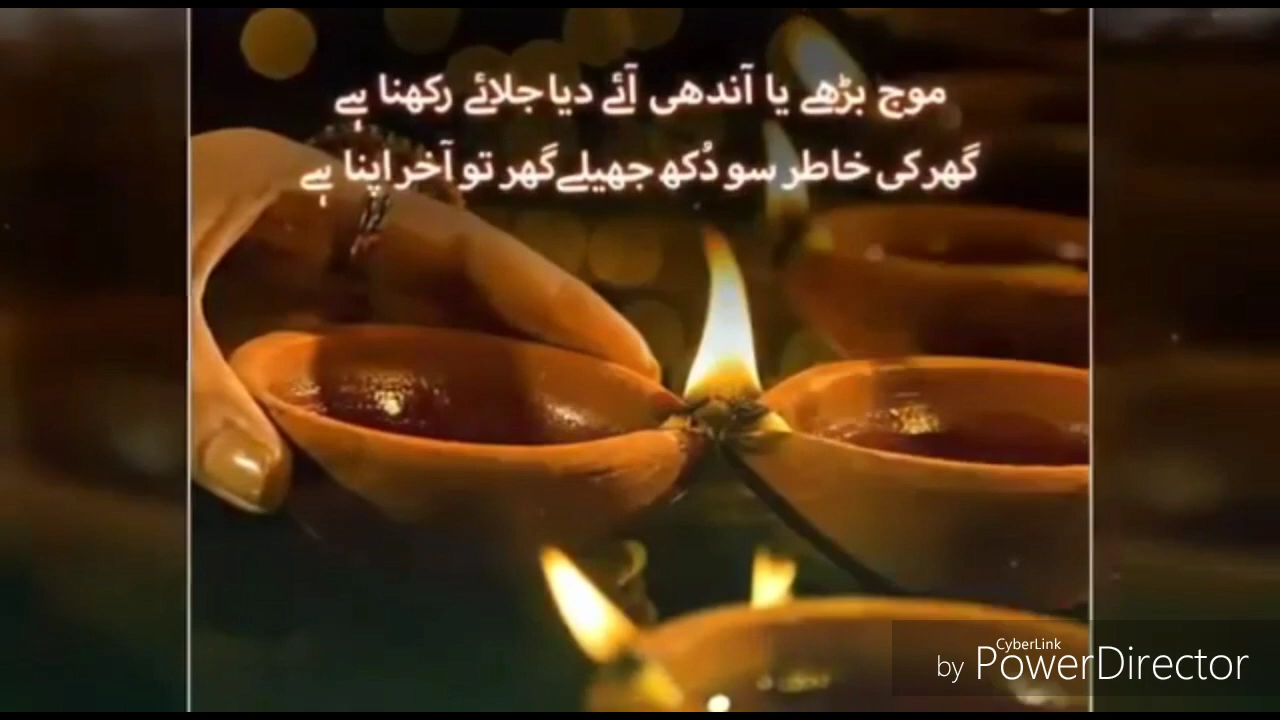 موج بڑھے یا آندھی آئے دیا جلائے رکھنا ہے
گھر کی خاطر سو دُکھ جھیلے گھر تو آخر اپنا ہے
CyberLink
by PowerDirector